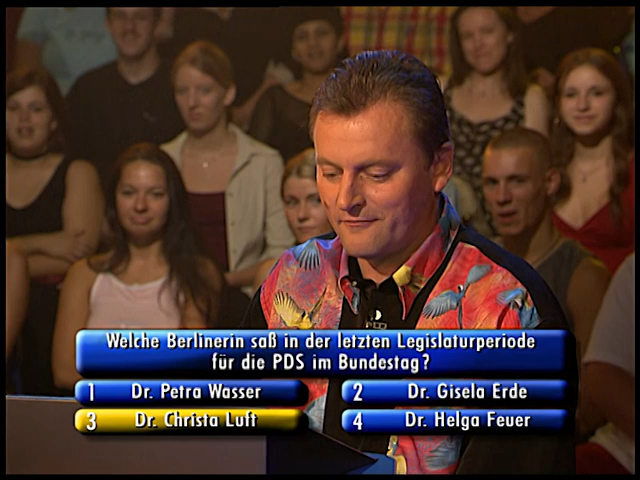 Welche Berlinerin saß in der letzten Legislaturperiode
für die PDS im Bundestag?
1 Dr. Petra Wasser
2 Dr. Gisela Erde
3 Dr. Christa Luft
4 Dr. Helga Feuer